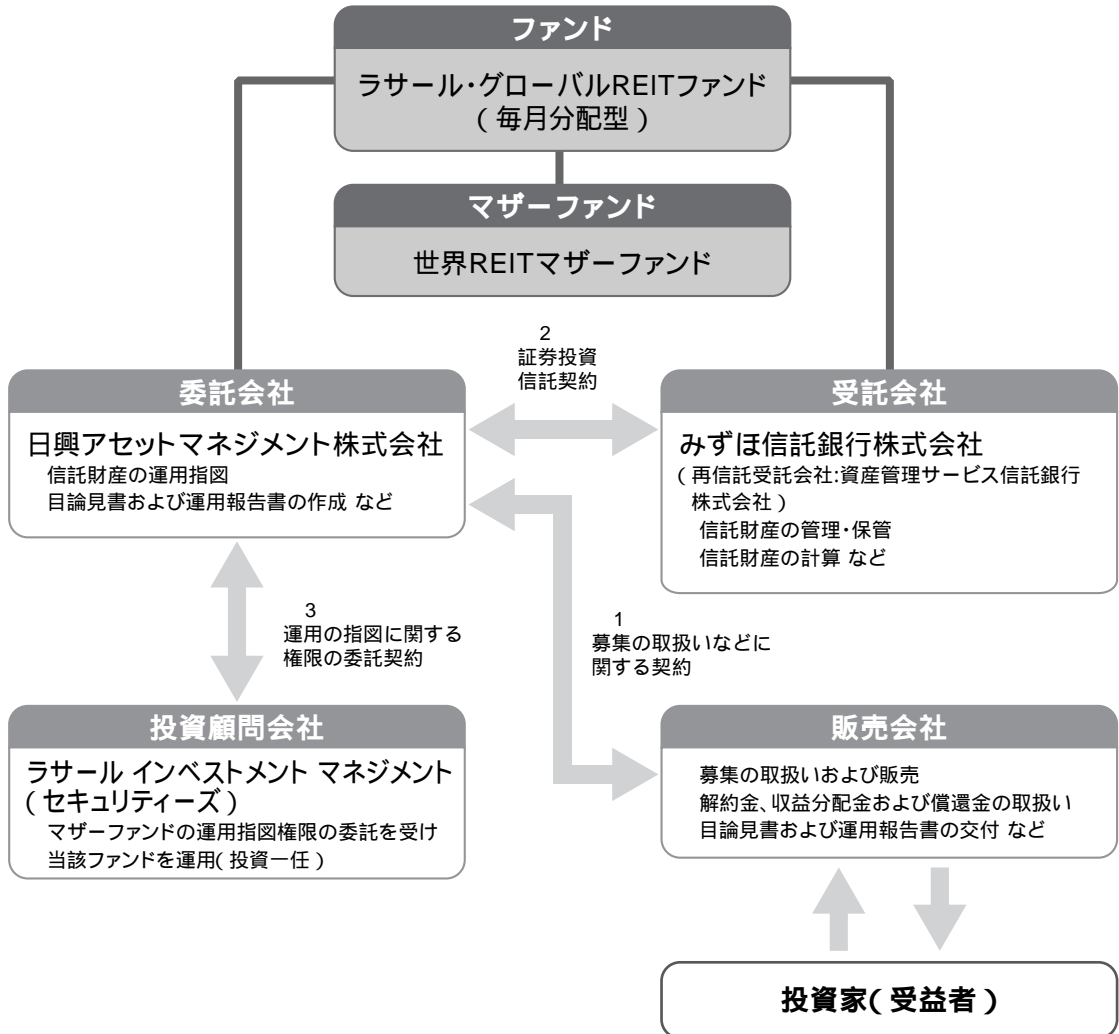 ファンド
ラサール・グローバルREITファンド
(毎月分配型)
マザーファンド
世界REITマザーファンド
2
証券投資
信託契約
委託会社
日興アセットマネジメント株式会社
信託財産の運用指図
目論見書および運用報告書の作成 など
受託会社
みずほ信託銀行株式会社
(再信託受託会社:資産管理サービス信託銀行
株式会社)
信託財産の管理・保管
信託財産の計算 など
3
運用の指図に関する
権限の委託契約
1
募集の取扱いなどに
関する契約
投資顧問会社
ラサール インベストメント マネジメント
(セキュリティーズ)
マザーファンドの運用指図権限の委託を受け
当該ファンドを運用(投資一任)
販売会社
募集の取扱いおよび販売
解約金、収益分配金および償還金の取扱い
目論見書および運用報告書の交付 など
投資家(受益者)